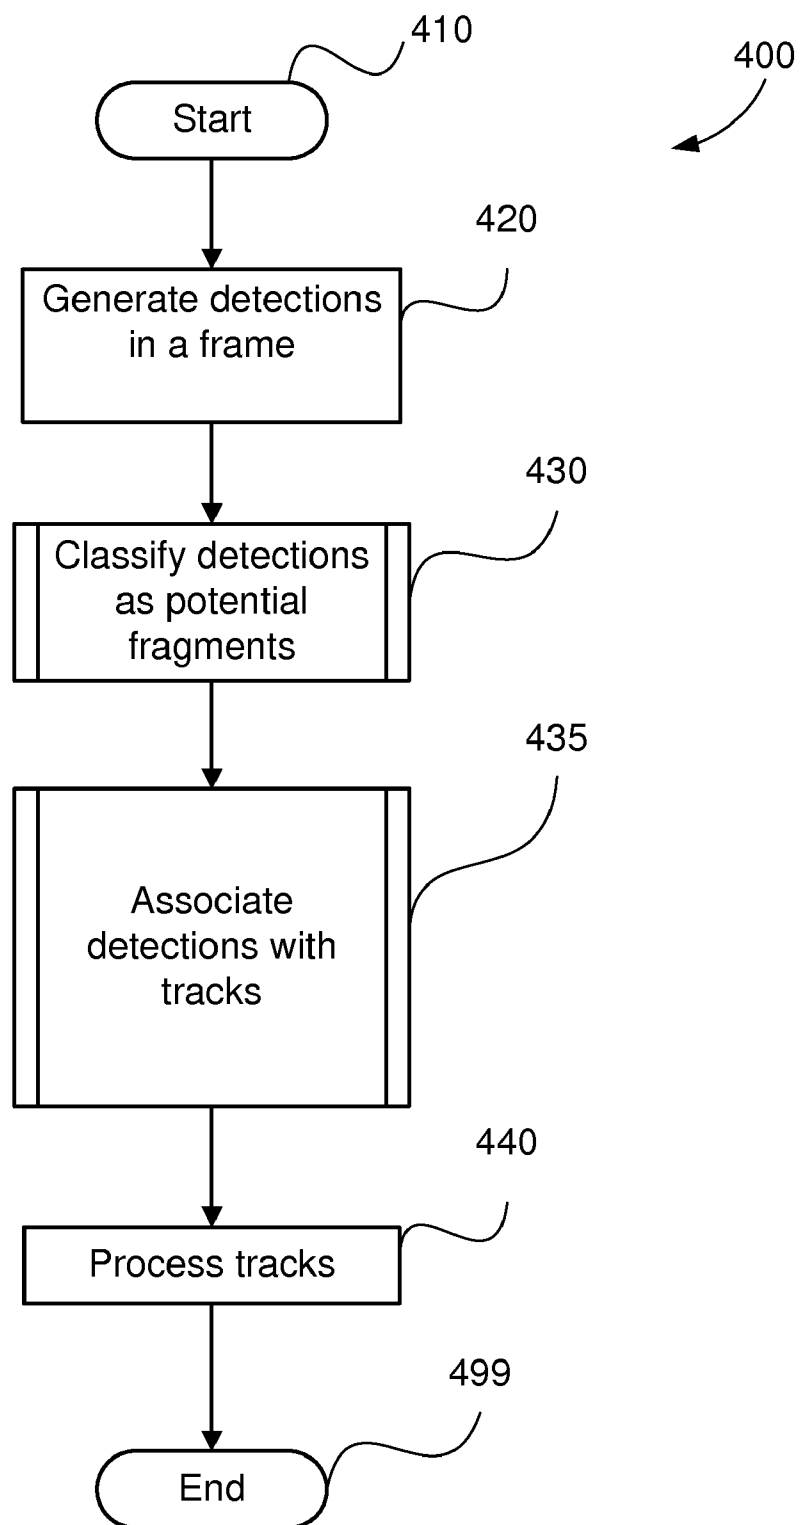 410
400
Start
420
Generate detections
in a frame
430
Classify detections
as potential
fragments
435
Associate
detections with
tracks
440
Process tracks
499
End